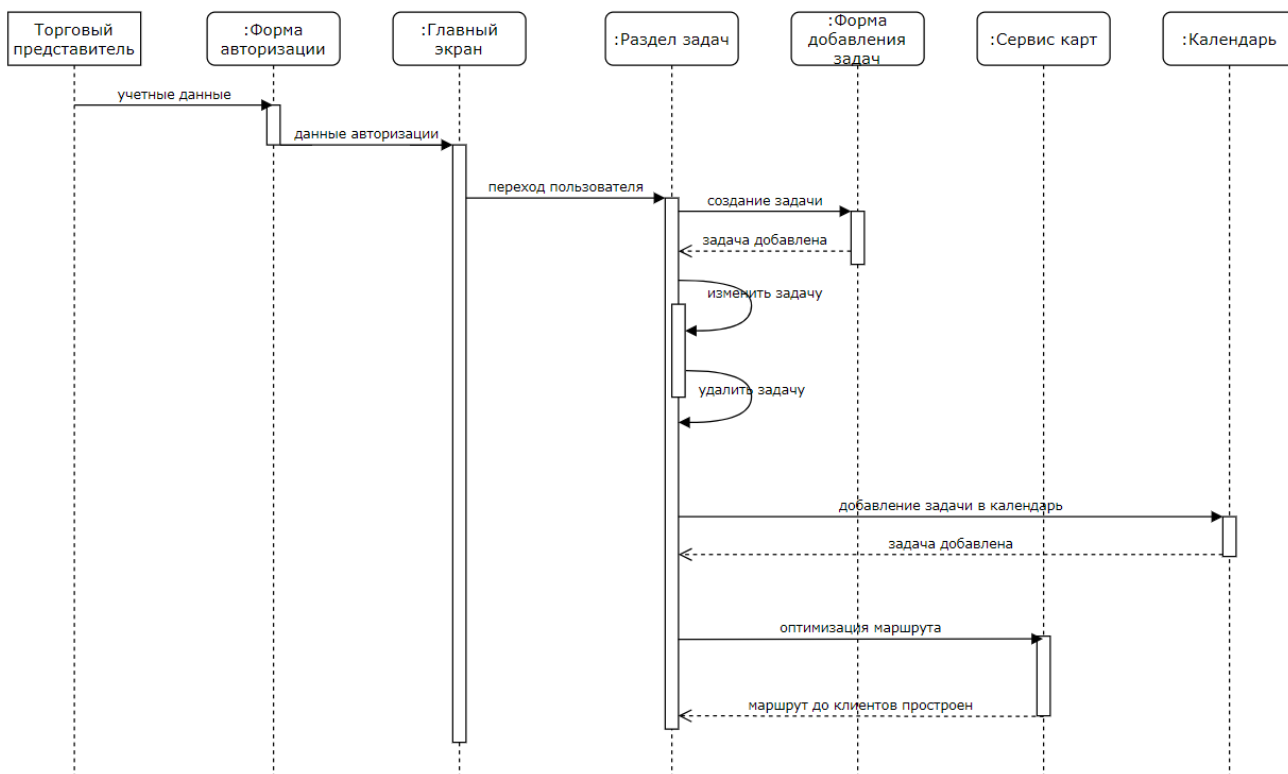 Торговый
представитель
:Форма
авторизации
:Главный
экран
:Раздел задач
:Форма
добавления
задач
:Сервис карт
:Календарь
учетные данные
данные авторизации
переход пользователя
создание задачи
задача добавлена
изменить задачу
удалить задачу
добавление задачи в календарь
задача добавлена
оптимизация маршрута
маршрут до клиентов простроен